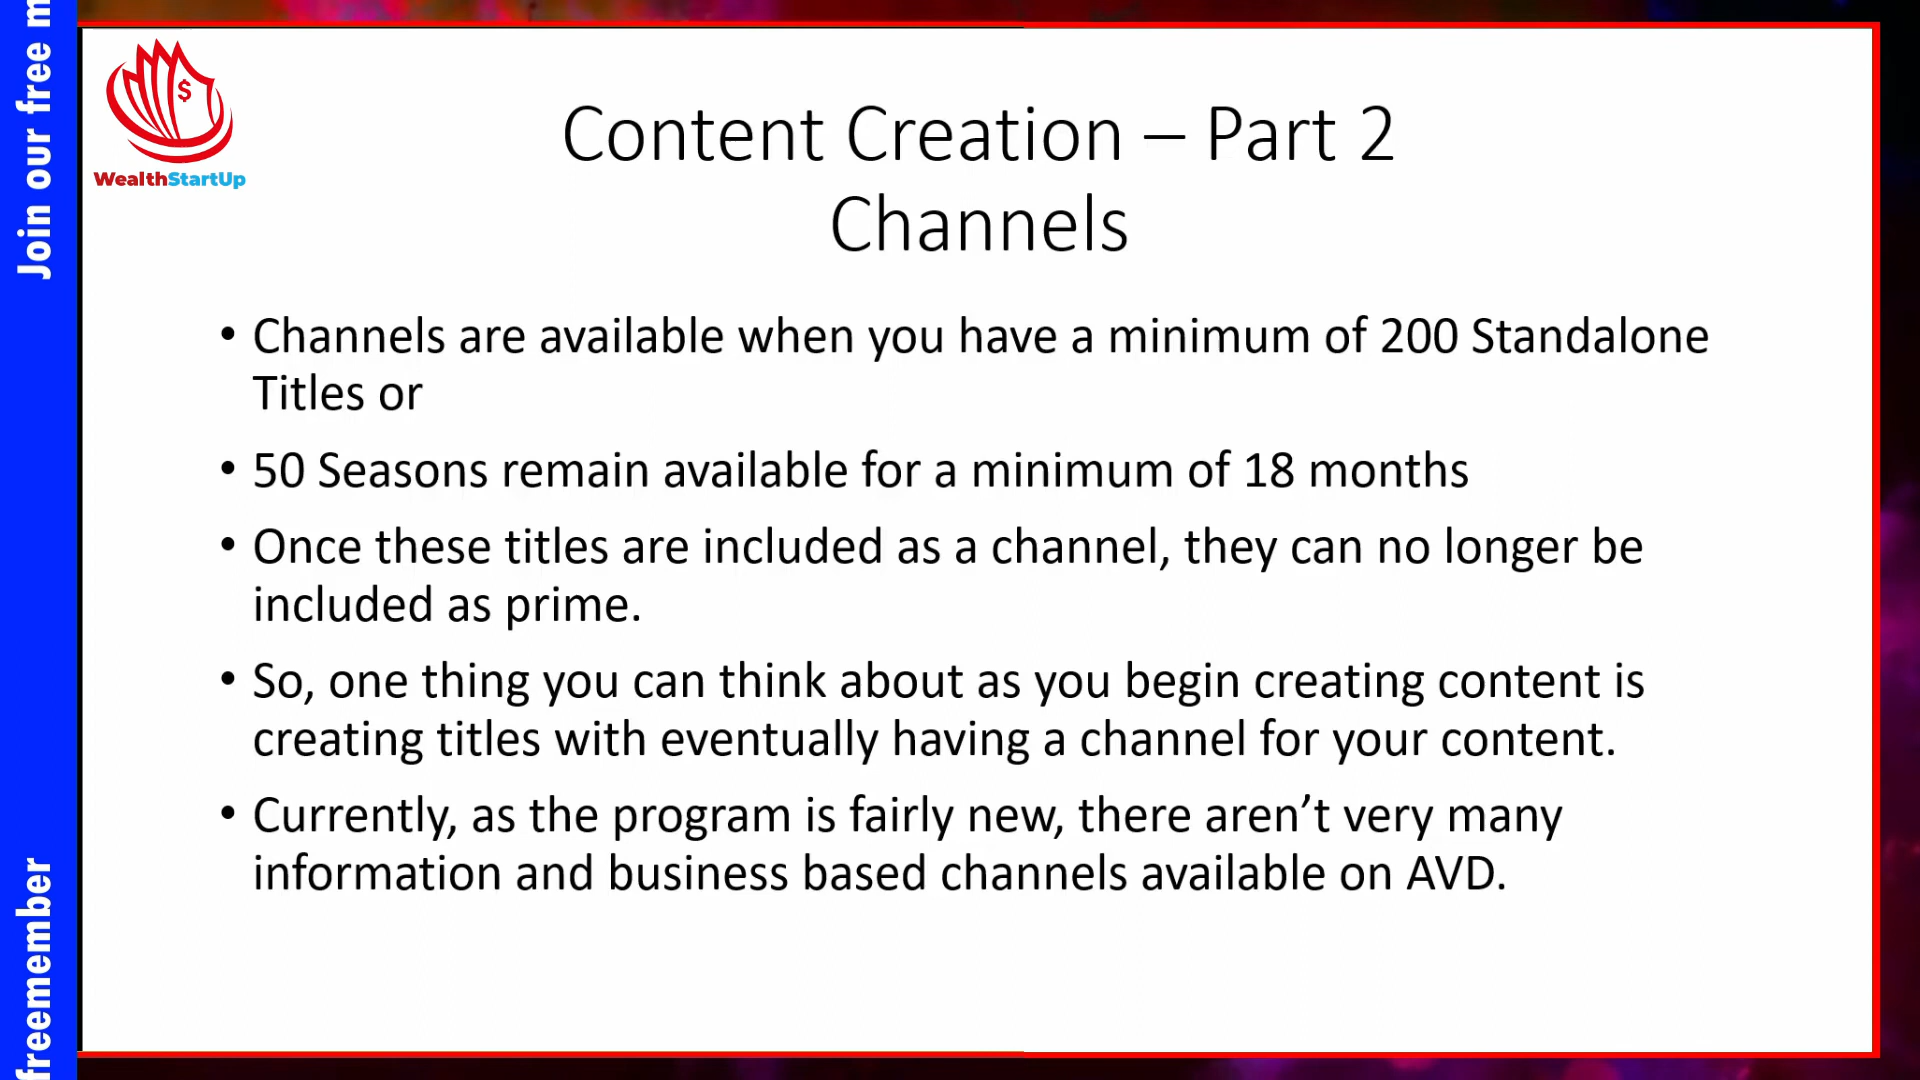 Join our free m
freemember
$
WealthStartUp
Content Creation – Part 2
Channels
• Channels are available when you have a minimum of 200 Standalone
Titles or
• 50 Seasons remain available for a minimum of 18 months
• Once these titles are included as a channel, they can no longer be
included as prime.
• So, one thing you can think about as you begin creating content is
creating titles with eventually having a channel for your content.
• Currently, as the program is fairly new, there aren’t very many
information and business based channels available on AVD.